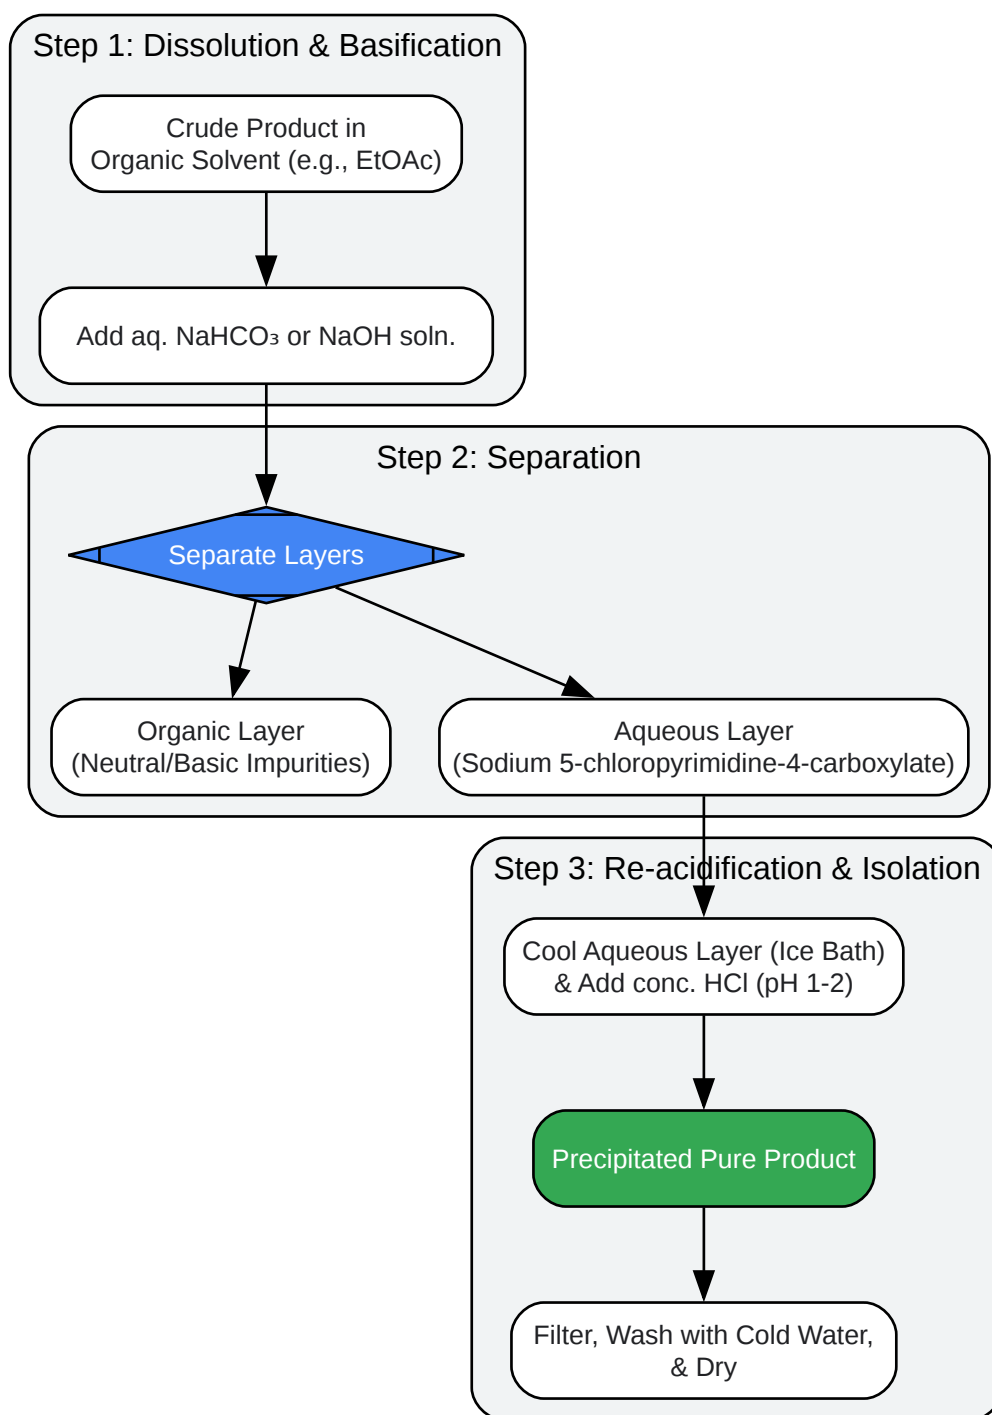 Step 1: Dissolution & Basification
Crude Product in
Organic Solvent (e.g., EtOAc)
Add aq. NaHCO₃ or NaOH soln.
Step 2: Separation
Separate Layers
Organic Layer
(Neutral/Basic Impurities)
Aqueous Layer
(Sodium 5-chloropyrimidine-4-carboxylate)
Step 3: Re-acidification & Isolation
Cool Aqueous Layer (Ice Bath)
& Add conc. HCl (pH 1-2)
Precipitated Pure Product
Filter, Wash with Cold Water,
& Dry